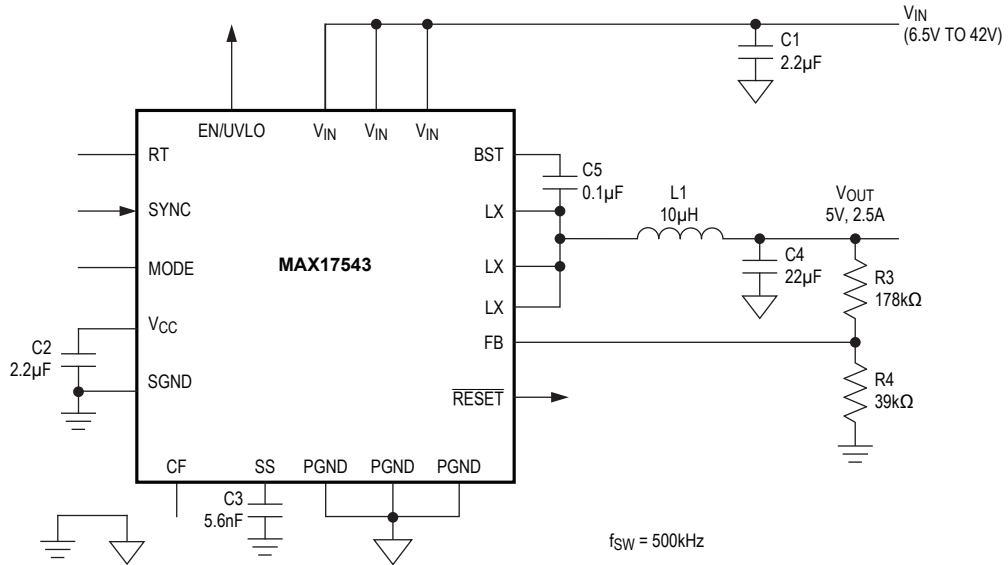 VIN
(6.5V TO 42V)
C1
2.2µF
EN/UVLO
VIN
VIN
VIN
RT
SYNC
MODE
VCC
SGND
C2
2.2µF
MAX17543
BST
LX
LX
LX
FB
RESET
C5
0.1µF
L1
10µH
VOUT
5V, 2.5A
C4
22µF
R3
178kΩ
R4
39kΩ
CF
SS
PGND
PGND
PGND
C3
5.6nF
fSW = 500kHz